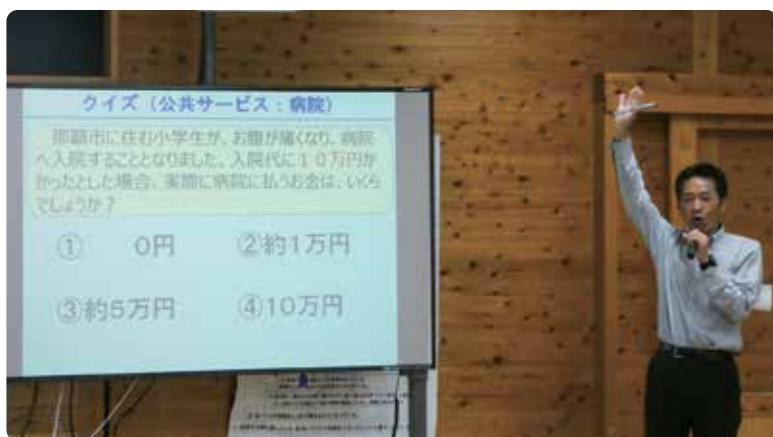 クイズ（公共サービス：病院）
那覇市に住む小学生が、お腹が痛くなり、病院
へ入院することとなりました。入院代に１０万円か
かったとした場合、実際に病院に払うお金は、いくら
でしょうか？
① 0円 ②約1万円
③約5万円 ④10万円